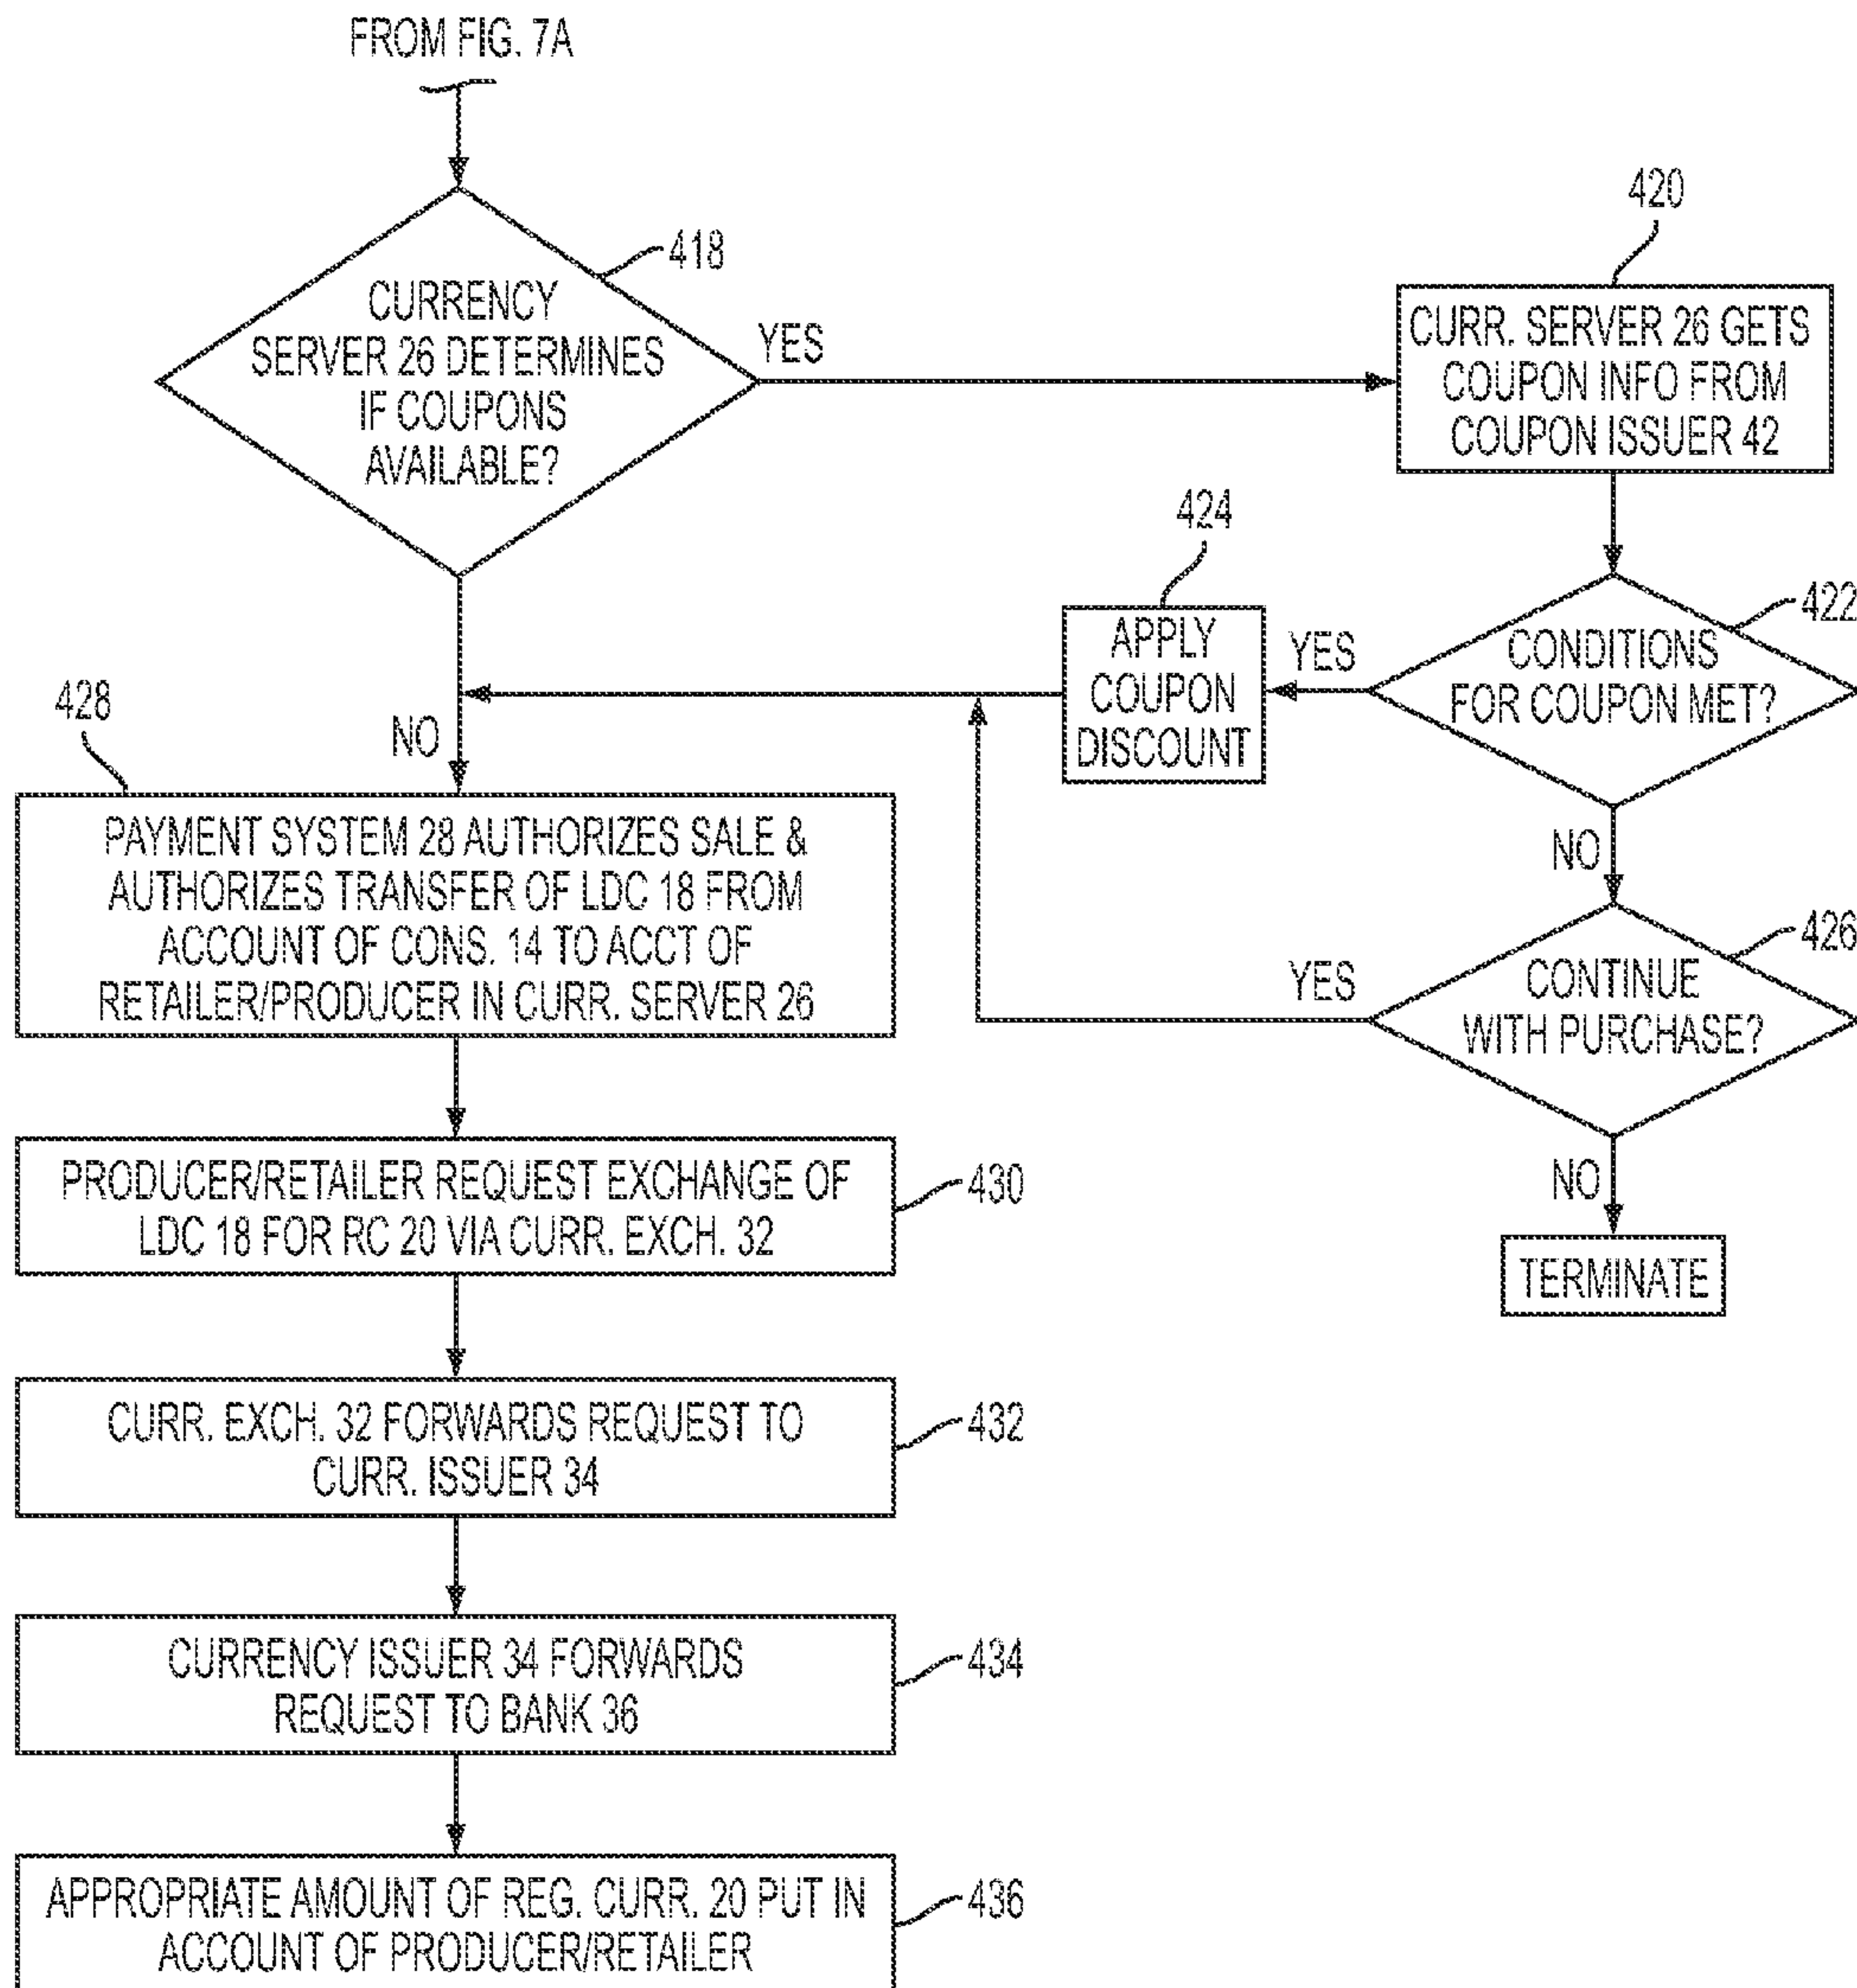 FROM FIG. 7A
418
CURRENCY
SERVER 26 DETERMINES
IF COUPONS
AVAILABLE?
YES
NO
420
CURR. SERVER 26 GETS
COUPON INFO FROM
COUPON ISSUER 42
422
CONDITIONS
FOR COUPON MET?
YES
NO
424
APPLY
COUPON
DISCOUNT
426
CONTINUE
WITH PURCHASE?
YES
NO
TERMINATE
428
PAYMENT SYSTEM 28 AUTHORIZES SALE &
AUTHORIZES TRANSFER OF LDC 18 FROM
ACCOUNT OF CONS. 14 TO ACCT OF
RETAILER/PRODUCER IN CURR. SERVER 26
PRODUCER/RETAILER REQUEST EXCHANGE OF
LDC 18 FOR RC 20 VIA CURR. EXCH. 32
430
CURR. EXCH. 32 FORWARDS REQUEST TO
CURR. ISSUER 34
432
CURRENCY ISSUER 34 FORWARDS
REQUEST TO BANK 36
434
APPROPRIATE AMOUNT OF REG. CURR. 20 PUT IN
ACCOUNT OF PRODUCER/RETAILER
436